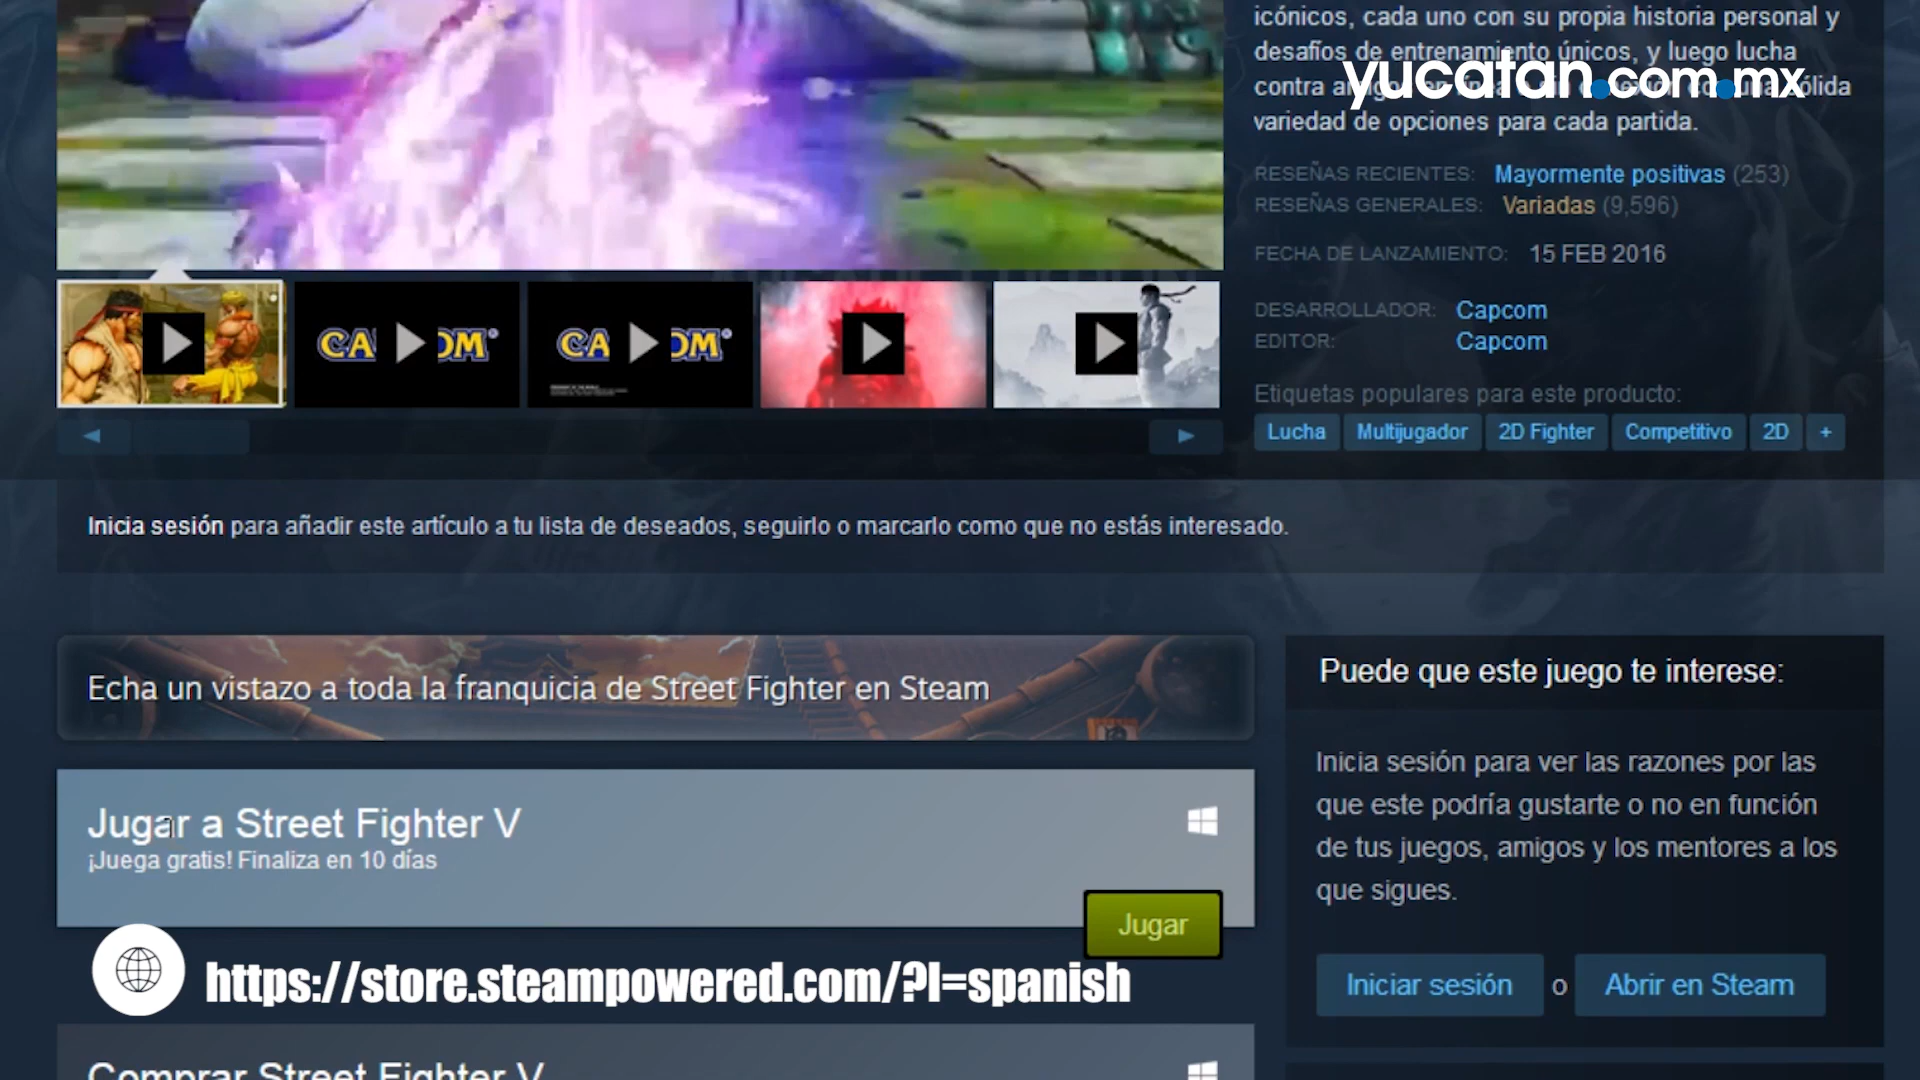 icónicos, cada uno con su propia historia personal y
desafíos de entrenamiento únicos, y luego lucha
yucatan.com.mx
contra
variedad de opciones para cada partida.
RESEÑAS RECIENTES: Mayormente positivas (253)
RESEÑAS GENERALES: Variadas (9,596)
FECHA DE LANZAMIENTO: 15 FEB 2016
DESARROLLADOR: Capcom
EDITOR: Capcom
Etiquetas populares para este producto:
Lucha Multijugador 2D Fighter Competitivo 2D +
Inicia sesión para añadir este artículo a tu lista de deseados, seguirlo o marcarlo como que no estás interesado.
Echa un vistazo a toda la franquicia de Street Fighter en Steam
Jugar a Street Fighter V
¡Juega gratis! Finaliza en 10 días
Jugar
https://store.steampowered.com/?l=spanish
Comprar Street Fighter V
Puede que este juego te interese:
Inicia sesión para ver las razones por las
que este podría gustarte o no en función
de tus juegos, amigos y los mentores a los
que sigues.
Iniciar sesión o Abrir en Steam